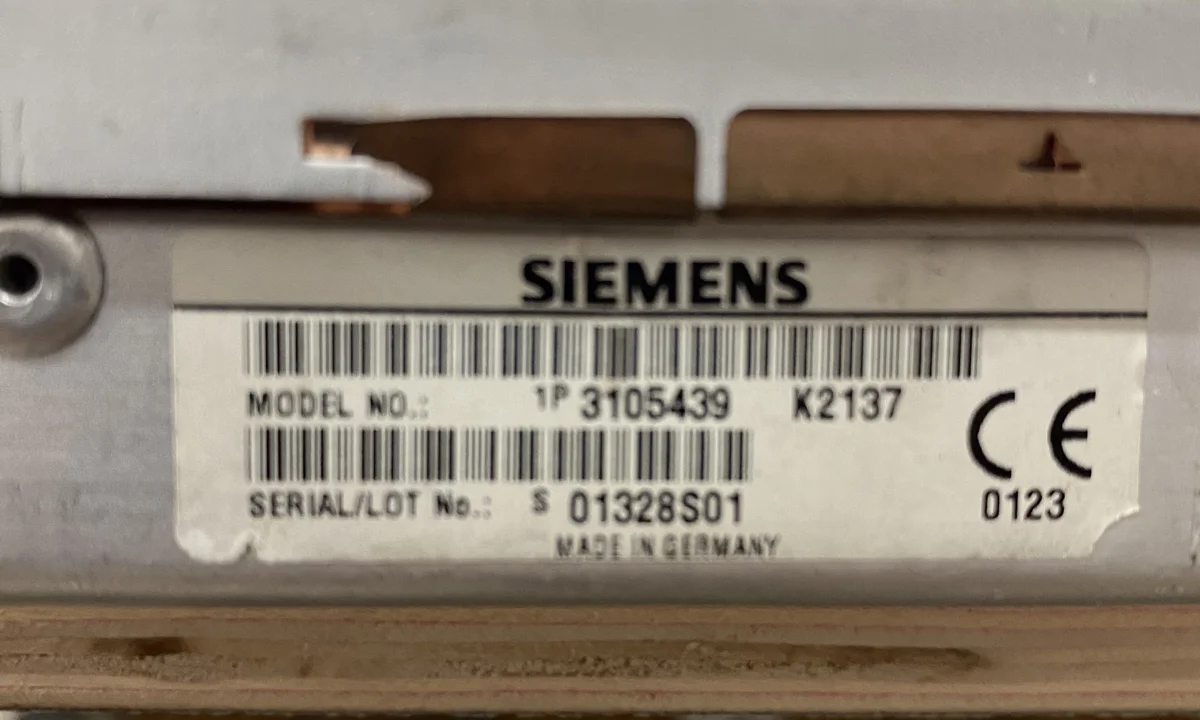 SIEMENS
MODEL NO.: 1P 3105439 K2137
SERIAL/LOT No.: S 01328S01
CE
0123
MADE IN GERMANY